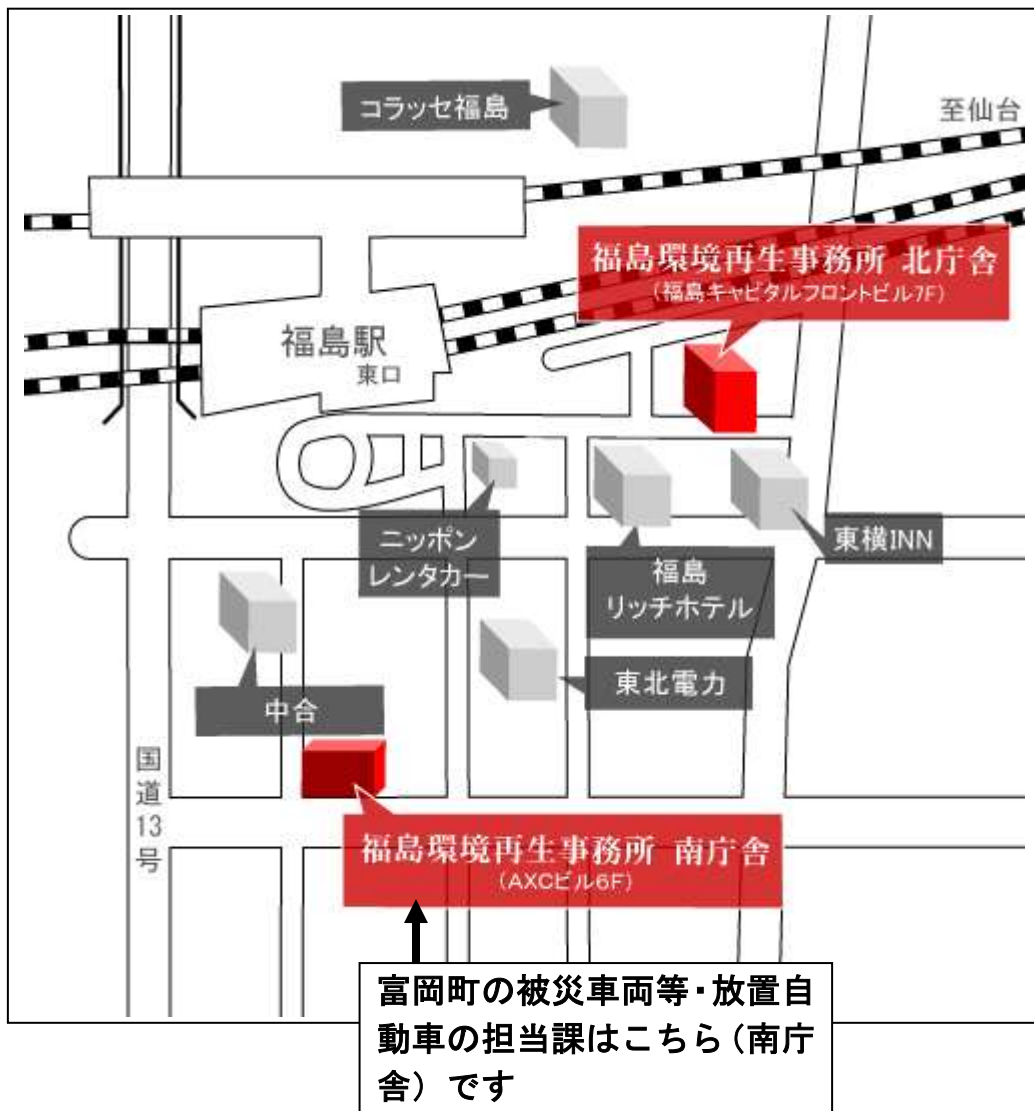 コラッセ福島
至仙台
福島環境再生事務所 北庁舎
(福島キャピタルフロントビル7F)
福島駅
東口
ニッポン
レンタカー
福島
リッチホテル
東横INN
東北電力
中合
国道13号
福島環境再生事務所 南庁舎
(AXCビル6F)
富岡町の被災車両等・放置自
動車の担当課はこちら(南庁
舎)です